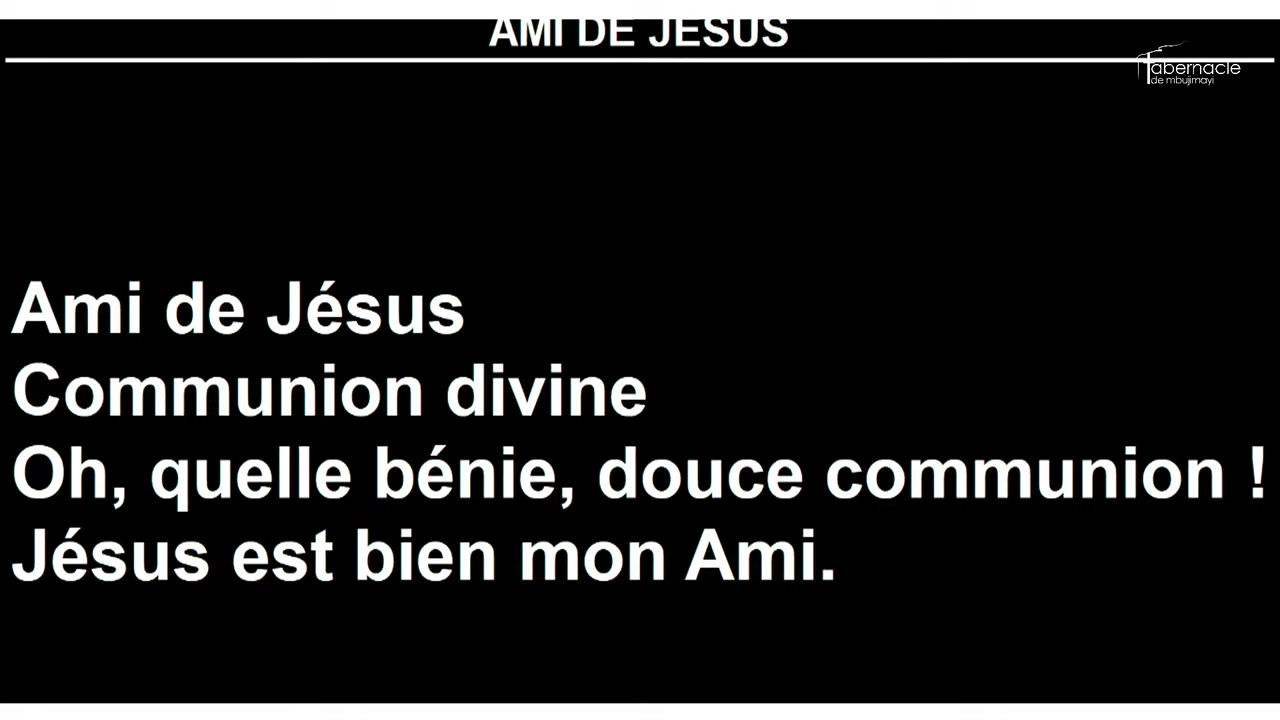 AMI DE JESUS
Tabernacle
de mbujimayi
Ami de Jésus
Communion divine
Oh, quelle bénie, douce communion !
Jésus est bien mon Ami.